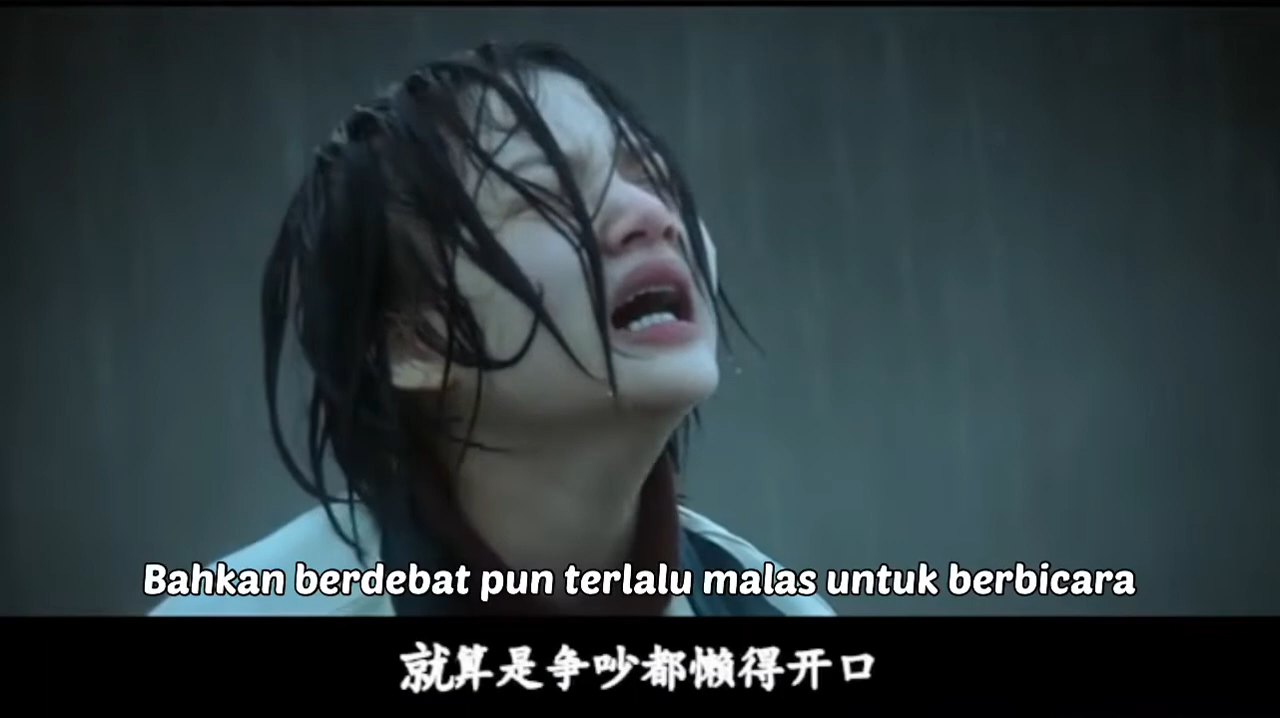 Bahkan berdebat pun terlalu malas untuk berbicara
就算是争吵都懒得开口